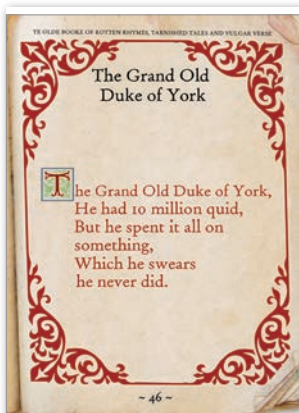 YE OLDE BOOKE OF ROTTEN RHYMES, TARNISHED TALES AND VULGAR VERSE
The Grand Old
Duke of York
The Grand Old Duke of York,
He had 10 million quid,
But he spent it all on
something,
Which he swears
he never did.
~ 46 ~